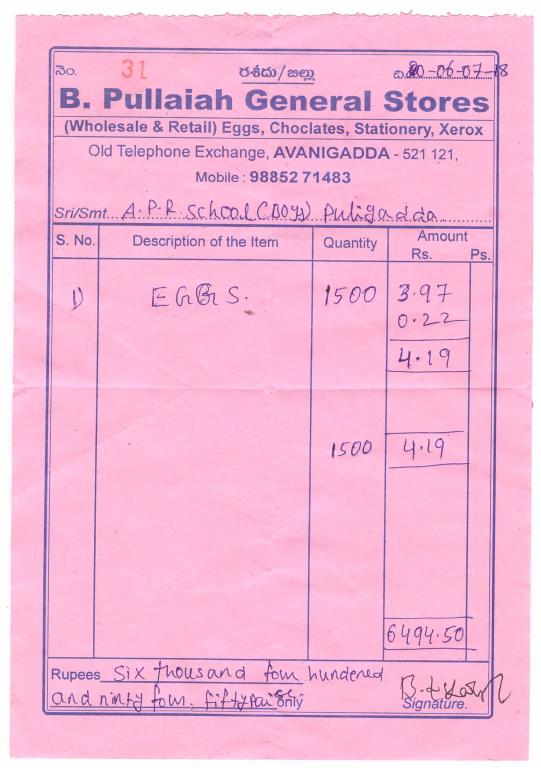 నెం. 31 రశీదు/బిల్లు ది. 20-06-07-18
B. Pullaiah General Stores
(Wholesale & Retail) Eggs, Choclates, Stationery, Xerox
Old Telephone Exchange, AVANIGADDA - 521 121,
Mobile : 98852 71483
Sri/Smt. A.P.R. School (Boys) Puligadda
S. No. Description of the Item Quantity Amount
Rs. Ps.
1) EGGS. 1500 3.97
0.22
4.19
1500 4.19
6494.50
Rupees Six thousand four hundered
and ninty four. fifty paise only
Signature.